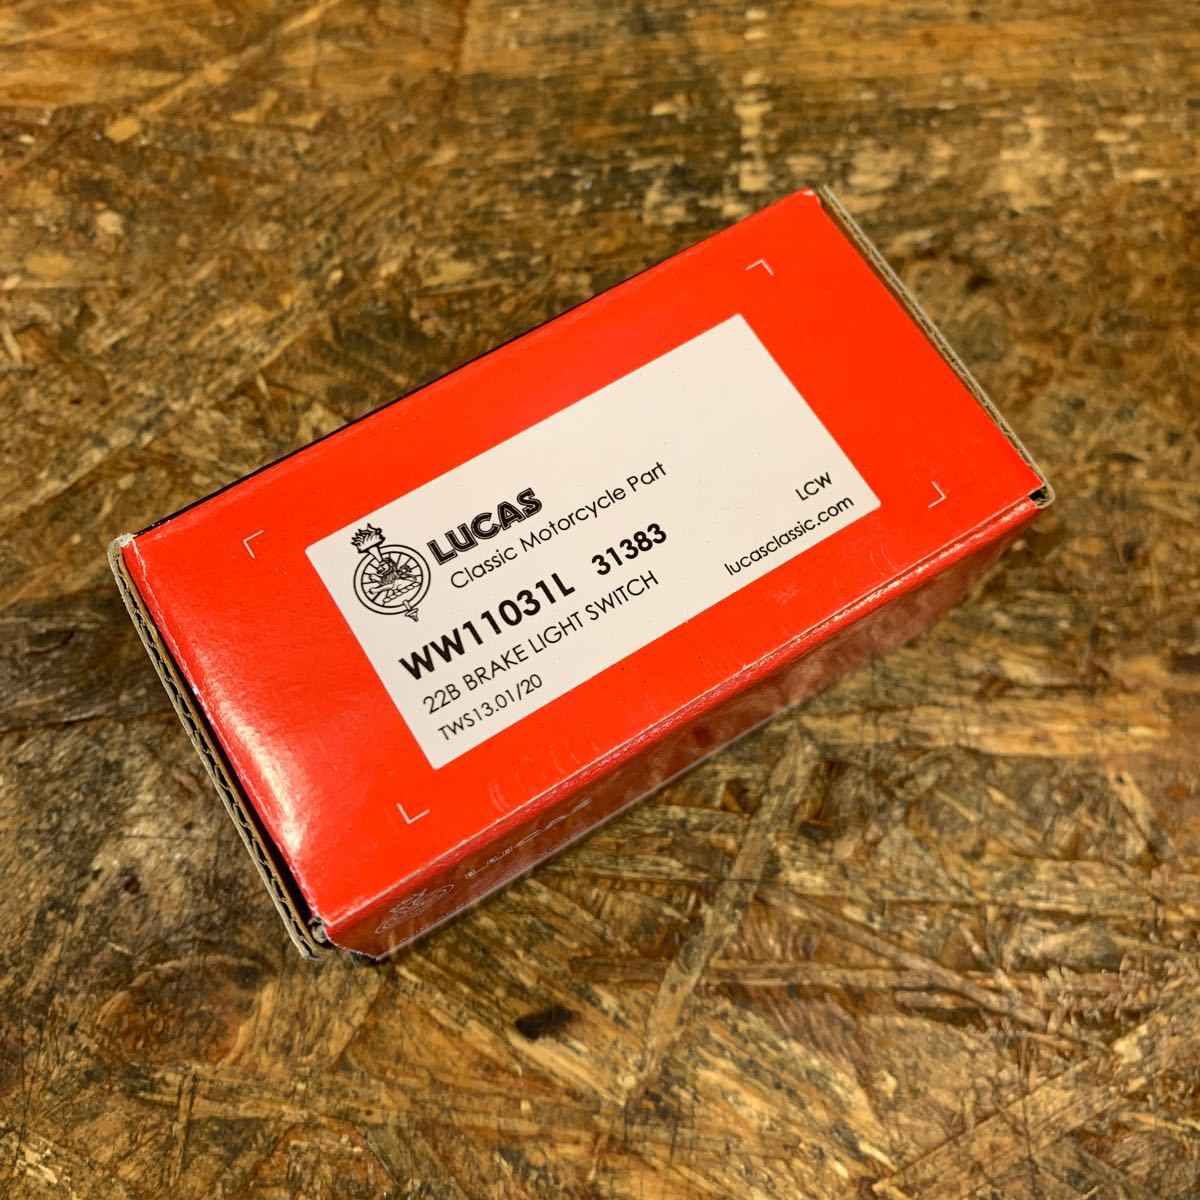 LUCAS
Classic Motorcycle Part
WW11031L 31383
22B BRAKE LIGHT SWITCH
TWS13.01/20
LCW
lucasclassic.com
LUCAS